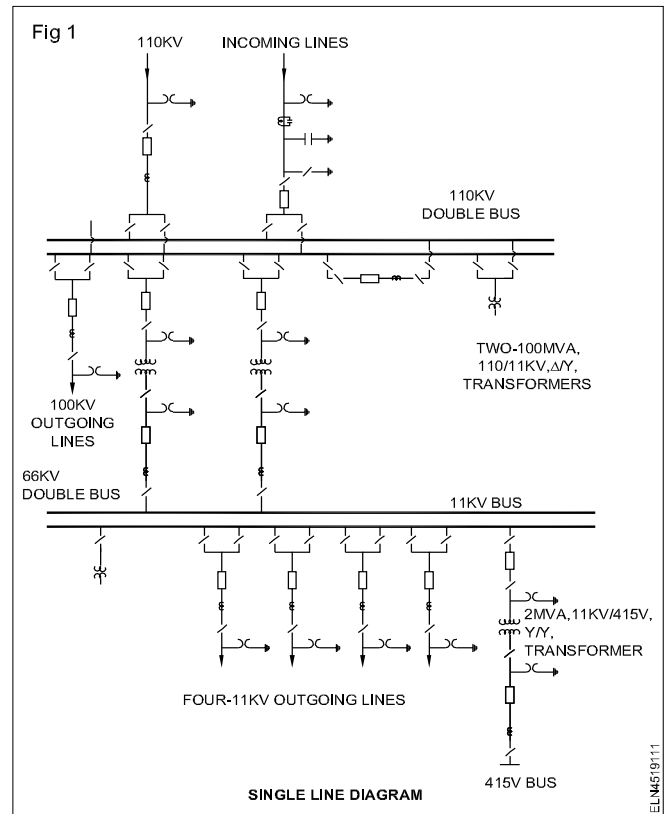 Fig 1
110KV
INCOMING LINES
110KV
DOUBLE BUS
TWO-100MVA,
110/11KV,Δ/Y,
TRANSFORMERS
100KV
OUTGOING
LINES
66KV
DOUBLE BUS
11KV BUS
2MVA,11KV/415V,
Y/Y,
TRANSFORMER
FOUR-11KV OUTGOING LINES
415V BUS
SINGLE LINE DIAGRAM
ELN4519111